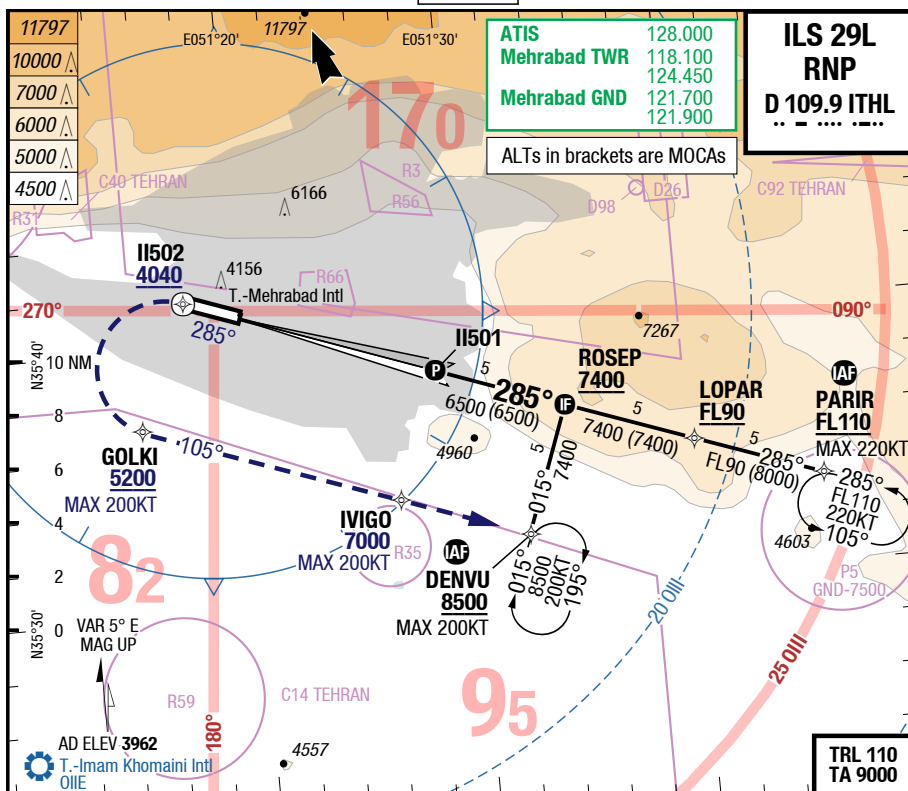 11797
10000
7000
6000
5000
4500
E051°20'
11797
E051°30'
ATIS 128.000
Mehrabad TWR 118.100
124.450
Mehrabad GND 121.700
121.900
ALTs in brackets are MOCAs
ILS 29L
RNP
D 109.9 ITHL
170
C40 TEHRAN
R31
6166
R3
R56
D98
D26
C92 TEHRAN
II502
4040
4156
R66
T.-Mehrabad Intl
270°
285°
090°
7267
II501
P
5
285°
6500 (6500)
ROSEP
7400
IF
5
7400 (7400)
LOPAR
FL90
5
285°
FL90 (8000)
IAF
PARIR
FL110
MAX 220KT
285°
FL110
220KT
105°
4603
P5
GND-7500
N35°40'
10 NM
8
6
4
2
0
N35°30'
GOLKI
5200
MAX 200KT
105°
4960
IVIGO
7000
MAX 200KT
R35
5
015°
7400
IAF
DENVU
8500
MAX 200KT
015°
8500
200KT
195°
82
95
20 OIII
25 OIII
VAR 5° E
MAG UP
R59
C14 TEHRAN
180°
4557
AD ELEV 3962
T.-Imam Khomaini Intl
OIIE
TRL 110
TA 9000